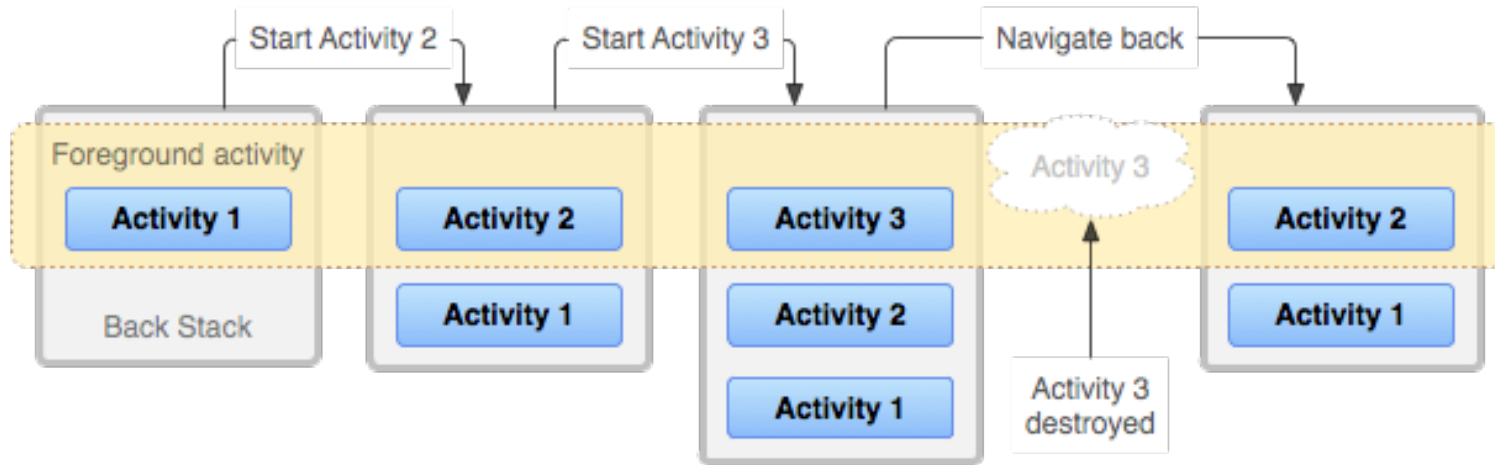 Start Activity 2
Start Activity 3
Navigate back
Foreground activity
Activity 1
Back Stack
Activity 2
Activity 1
Activity 3
Activity 2
Activity 1
Activity 3
Activity 3
destroyed
Activity 2
Activity 1